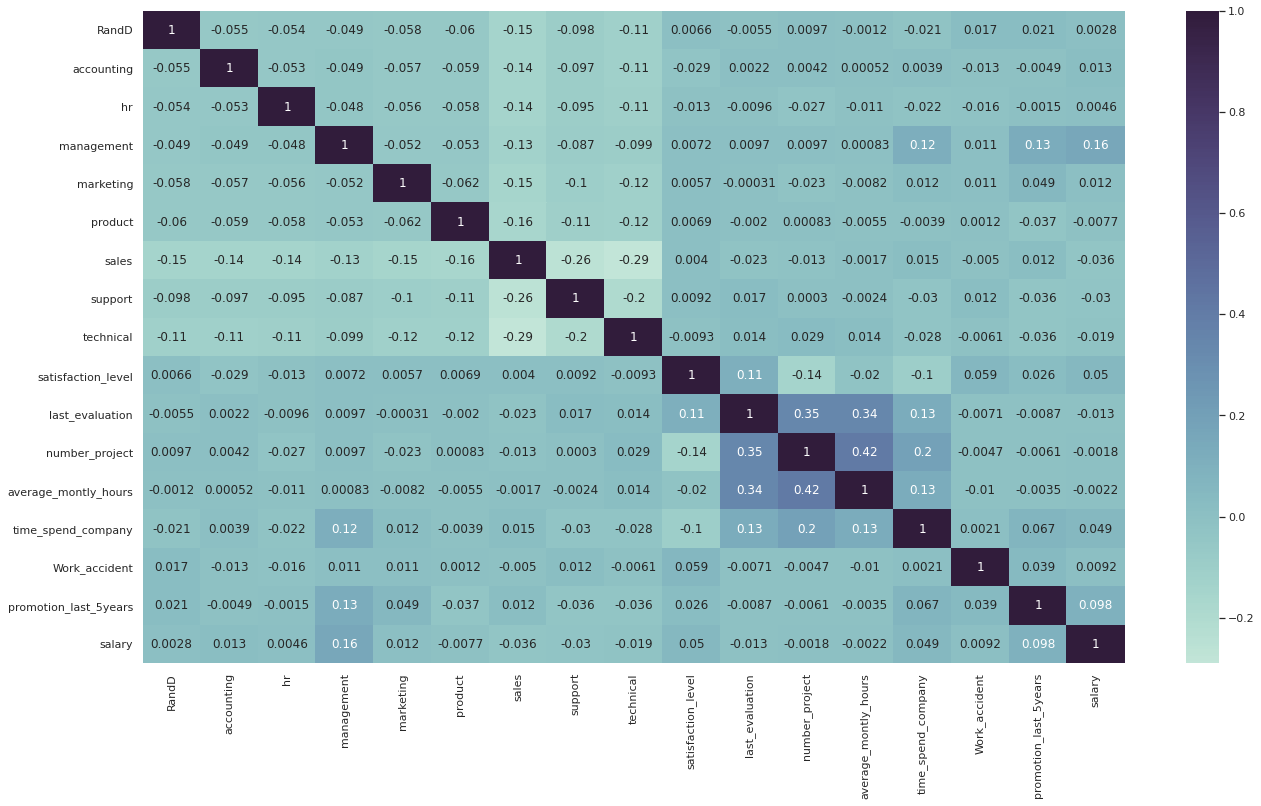 RandD 1 -0.055 -0.054 -0.049 -0.058 -0.06 -0.15 -0.098 -0.11 0.0066 -0.0055 0.0097 -0.0012 -0.021 0.017 0.021 0.0028
accounting -0.055 1 -0.053 -0.049 -0.057 -0.059 -0.14 -0.097 -0.11 -0.029 0.0022 0.0042 0.00052 0.0039 -0.013 -0.0049 0.013
hr -0.054 -0.053 1 -0.048 -0.056 -0.058 -0.14 -0.095 -0.11 -0.013 -0.0096 -0.027 -0.011 -0.022 -0.016 -0.0015 0.0046
management -0.049 -0.049 -0.048 1 -0.052 -0.053 -0.13 -0.087 -0.099 0.0072 0.0097 0.0097 0.00083 0.12 0.011 0.13 0.16
marketing -0.058 -0.057 -0.056 -0.052 1 -0.062 -0.15 -0.1 -0.12 0.0057 -0.00031 -0.023 -0.0082 0.012 0.011 0.049 0.012
product -0.06 -0.059 -0.058 -0.053 -0.062 1 -0.16 -0.11 -0.12 0.0069 -0.002 0.00083 -0.0055 -0.0039 0.0012 -0.037 -0.0077
sales -0.15 -0.14 -0.14 -0.13 -0.15 -0.16 1 -0.26 -0.29 0.004 -0.023 -0.013 -0.0017 0.015 -0.005 0.012 -0.036
support -0.098 -0.097 -0.095 -0.087 -0.1 -0.11 -0.26 1 -0.2 0.0092 0.017 0.0003 -0.0024 -0.03 0.012 -0.036 -0.03
technical -0.11 -0.11 -0.11 -0.099 -0.12 -0.12 -0.29 -0.2 1 -0.0093 0.014 0.029 0.014 -0.028 -0.0061 -0.036 -0.019
satisfaction_level 0.0066 -0.029 -0.013 0.0072 0.0057 0.0069 0.004 0.0092 -0.0093 1 0.11 -0.14 -0.02 -0.1 0.059 0.026 0.05
last_evaluation -0.0055 0.0022 -0.0096 0.0097 -0.00031 -0.002 -0.023 0.017 0.014 0.11 1 0.35 0.34 0.13 -0.0071 -0.0087 -0.013
number_project 0.0097 0.0042 -0.027 0.0097 -0.023 0.00083 -0.013 0.0003 0.029 -0.14 0.35 1 0.42 0.2 -0.0047 -0.0061 -0.0018
average_montly_hours -0.0012 0.00052 -0.011 0.00083 -0.0082 -0.0055 -0.0017 -0.0024 0.014 -0.02 0.34 0.42 1 0.13 -0.01 -0.0035 -0.0022
time_spend_company -0.021 0.0039 -0.022 0.12 0.012 -0.0039 0.015 -0.03 -0.028 -0.1 0.13 0.2 0.13 1 0.0021 0.067 0.049
Work_accident 0.017 -0.013 -0.016 0.011 0.011 0.0012 -0.005 0.012 -0.0061 0.059 -0.0071 -0.0047 -0.01 0.0021 1 0.039 0.0092
promotion_last_5years 0.021 -0.0049 -0.0015 0.13 0.049 -0.037 0.012 -0.036 -0.036 0.026 -0.0087 -0.0061 -0.0035 0.067 0.039 1 0.098
salary 0.0028 0.013 0.0046 0.16 0.012 -0.0077 -0.036 -0.03 -0.019 0.05 -0.013 -0.0018 -0.0022 0.049 0.0092 0.098 1
RandD
accounting
hr
management
marketing
product
sales
support
technical
satisfaction_level
last_evaluation
number_project
average_montly_hours
time_spend_company
Work_accident
promotion_last_5years
salary
1.0
0.8
0.6
0.4
0.2
0.0
−0.2